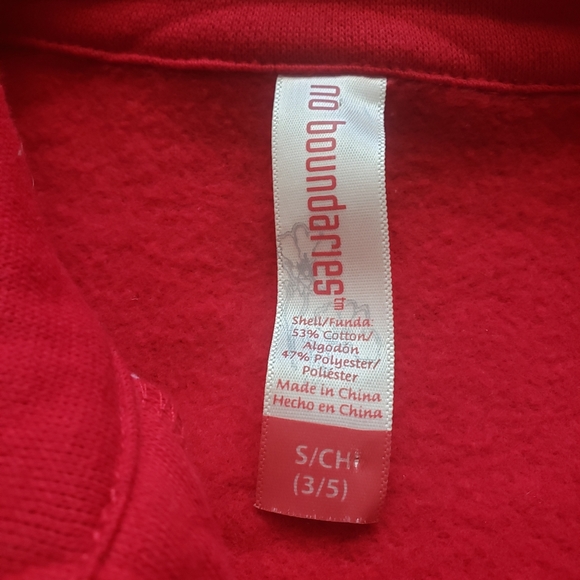 no boundaries tm
Shell/Funda:
53% Cotton/
Algodón
47% Polyester/
Poliéster
Made in China
Hecho en China
S/CH
(3/5)